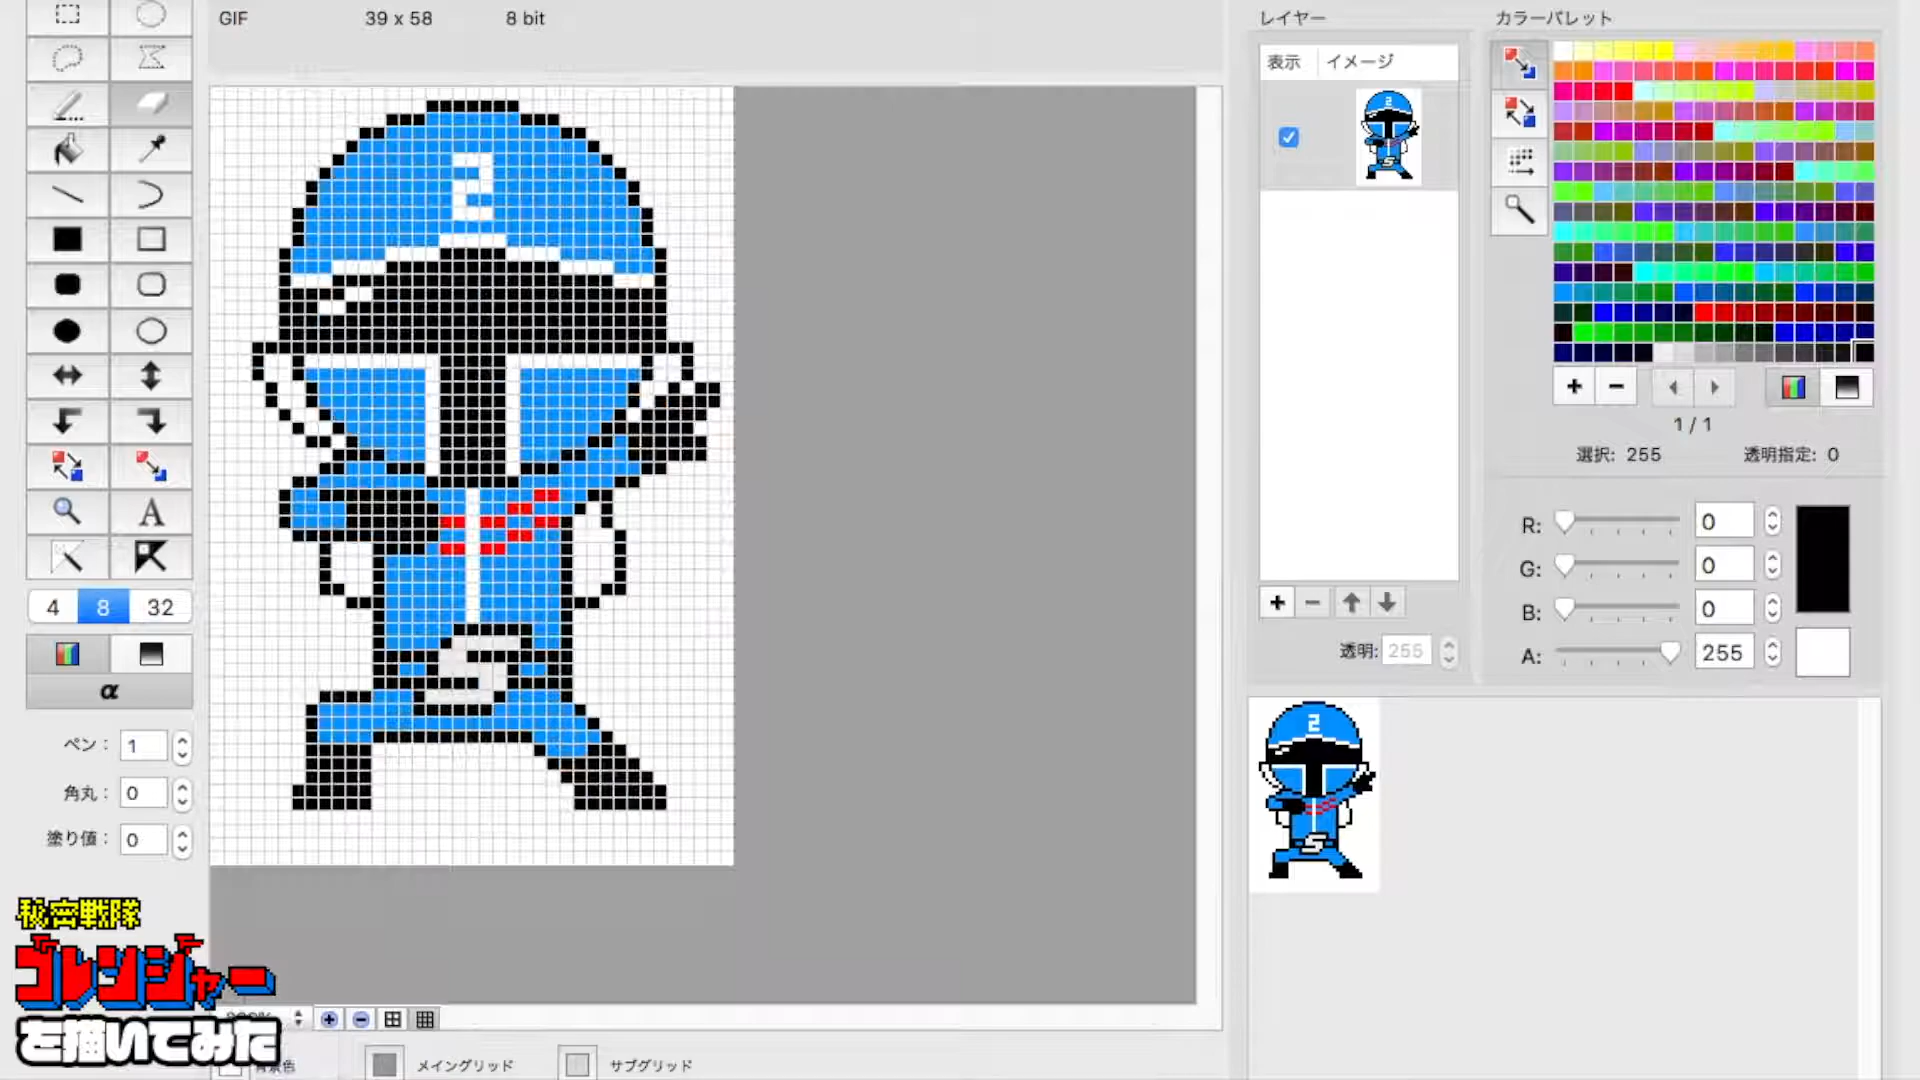 GIF 39 x 58 8 bit
レイヤー
カラーパレット
表示 イメージ
2
A
4 8 32
α
ペン： 1
角丸： 0
塗り値： 0
1 / 1
選択: 255 透明指定: 0
R: 0
G: 0
B: 0
A: 255
透明: 255
秘密戦隊
ゴレンジャー
を描いてみた
メイングリッド
サブグリッド